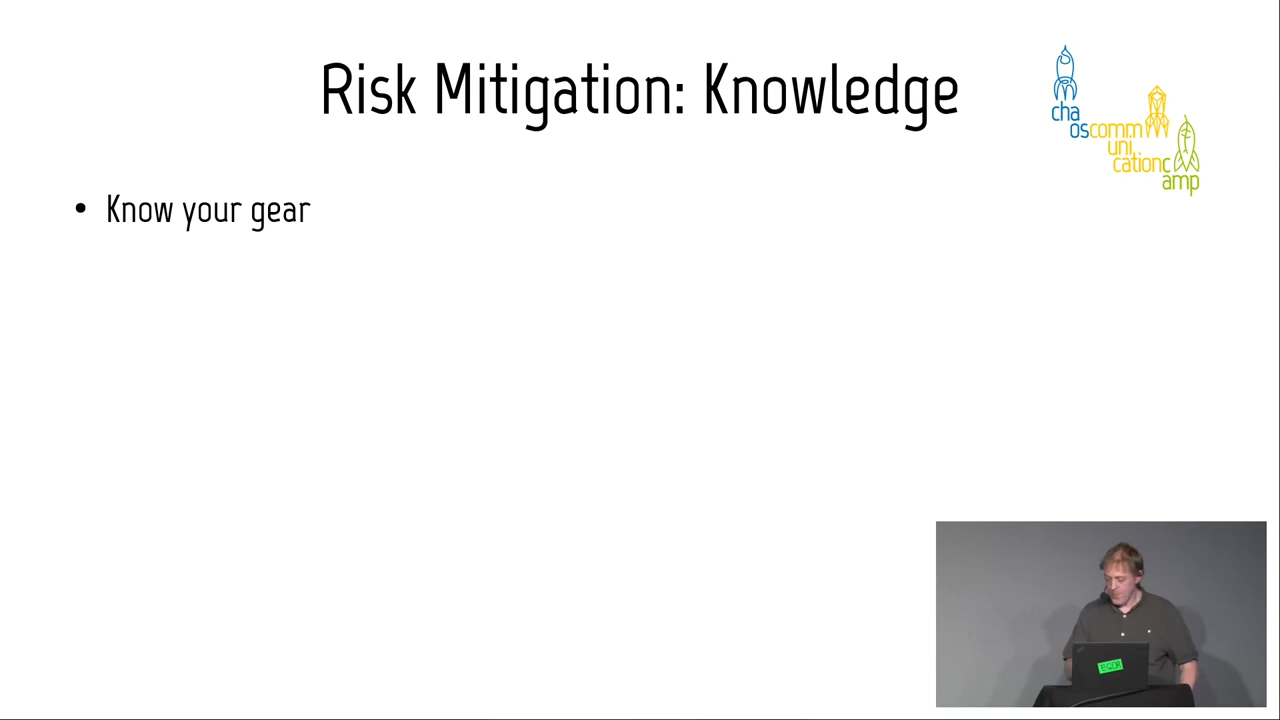 Risk Mitigation: Knowledge
cha
oscomm
uni
cationc
amp
• Know your gear